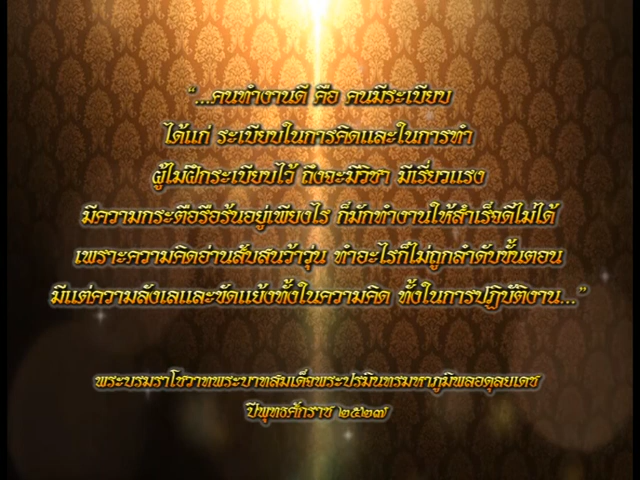 “...คนทำงานดี คือ คนมีระเบียบ
ได้แก่ ระเบียบในการคิดและในการทำ
ผู้ไม่ฝึกระเบียบไว้ ถึงจะมีวิชา มีเรี่ยวแรง
มีความกระตือรือร้นอยู่เพียงไร ก็มักทำงานให้สำเร็จดีไม่ได้
เพราะความคิดอ่านสับสนว้าวุ่น ทำอะไรก็ไม่ถูกลำดับขั้นตอน
มีแต่ความลังเลและขัดแย้งทั้งในความคิด ทั้งในการปฏิบัติงาน...”
พระบรมราโชวาทพระบาทสมเด็จพระปรมินทรมหาภูมิพลอดุลยเดช
ปีพุทธศักราช ๒๕๒๗